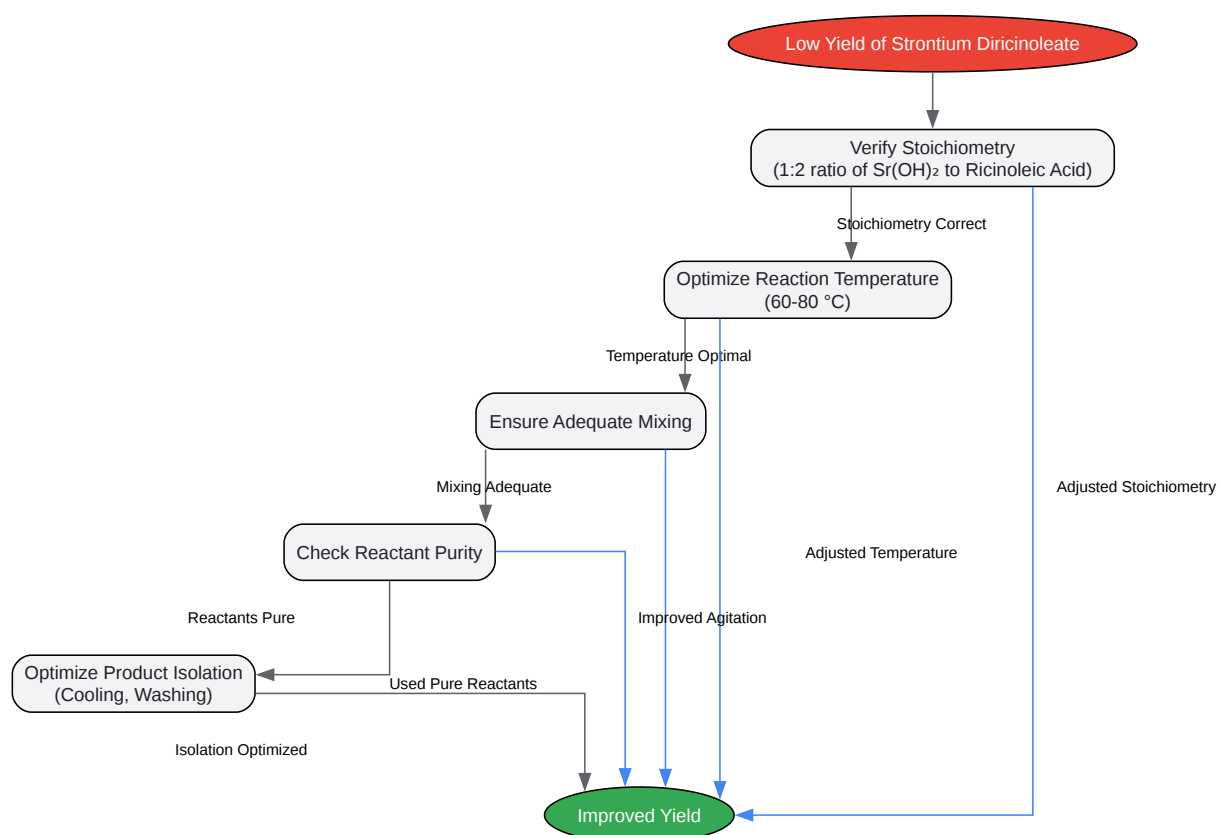 Low Yield of Strontium Diricinoleate
Verify Stoichiometry
(1:2 ratio of Sr(OH)₂ to Ricinoleic Acid)
Stoichiometry Correct
Optimize Reaction Temperature
(60-80 °C)
Temperature Optimal
Ensure Adequate Mixing
Mixing Adequate
Adjusted Stoichiometry
Check Reactant Purity
Adjusted Temperature
Reactants Pure
Improved Agitation
Optimize Product Isolation
(Cooling, Washing)
Used Pure Reactants
Isolation Optimized
Improved Yield